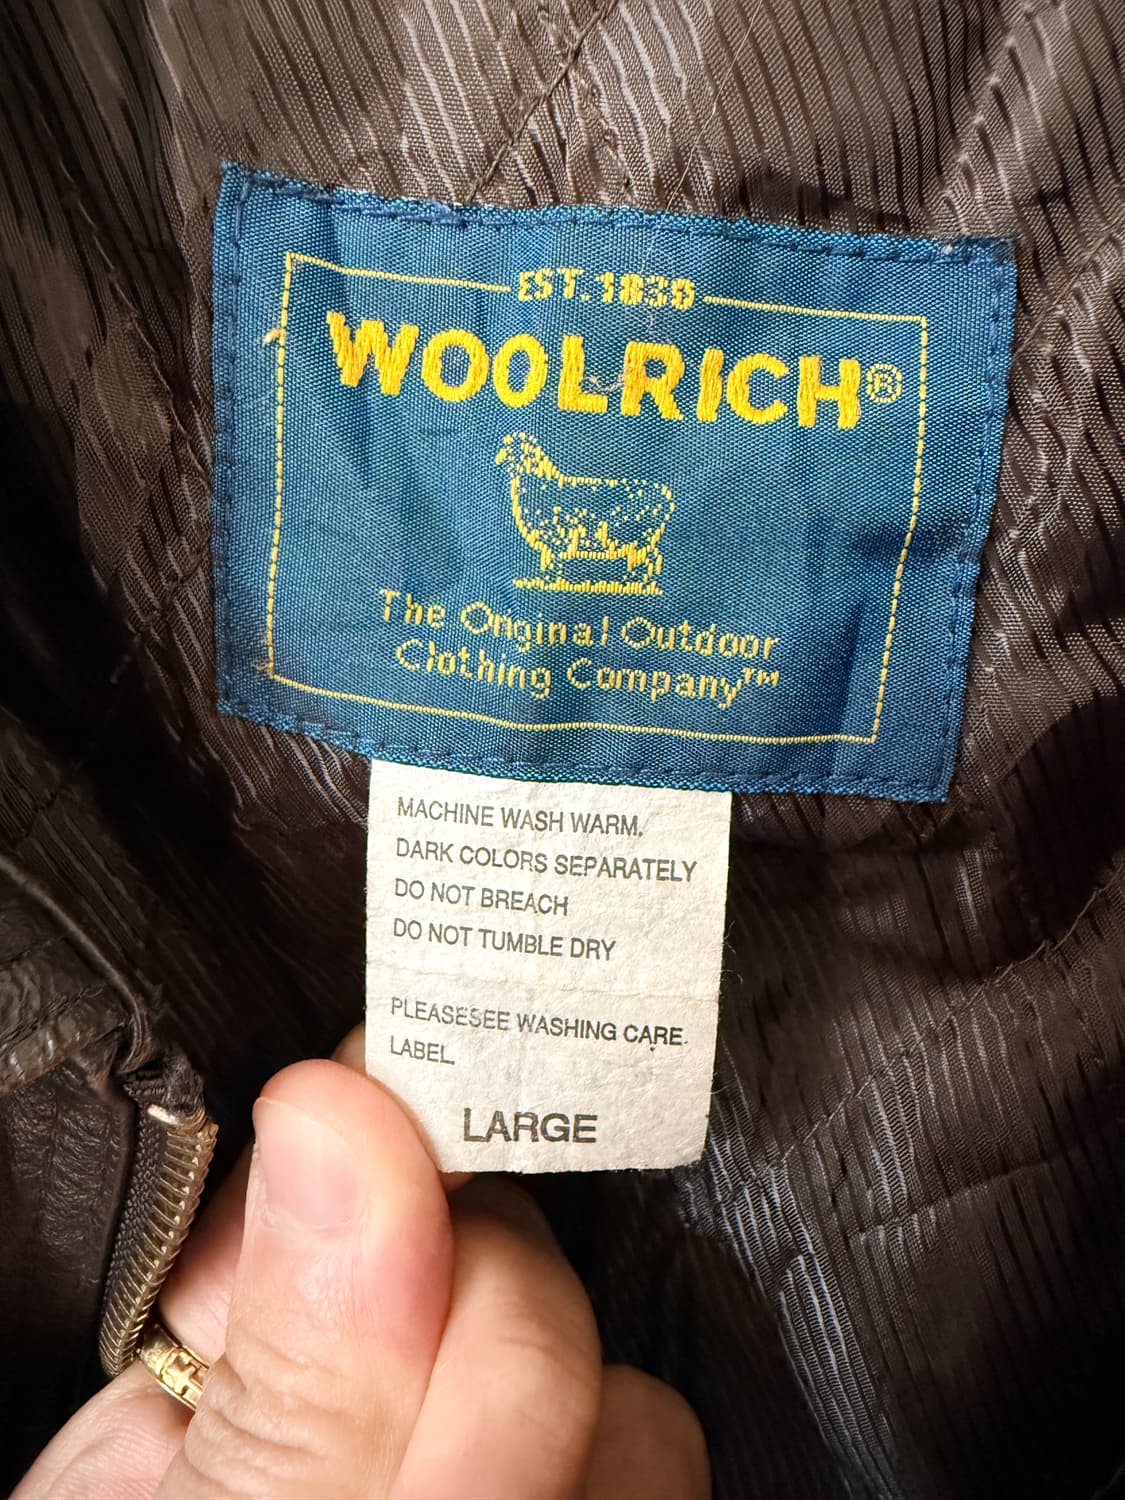 EST. 1839
WOOLRICH®
The Original Outdoor
Clothing Company™
MACHINE WASH WARM.
DARK COLORS SEPARATELY
DO NOT BREACH
DO NOT TUMBLE DRY
PLEASESEE WASHING CARE.
LABEL.
LARGE